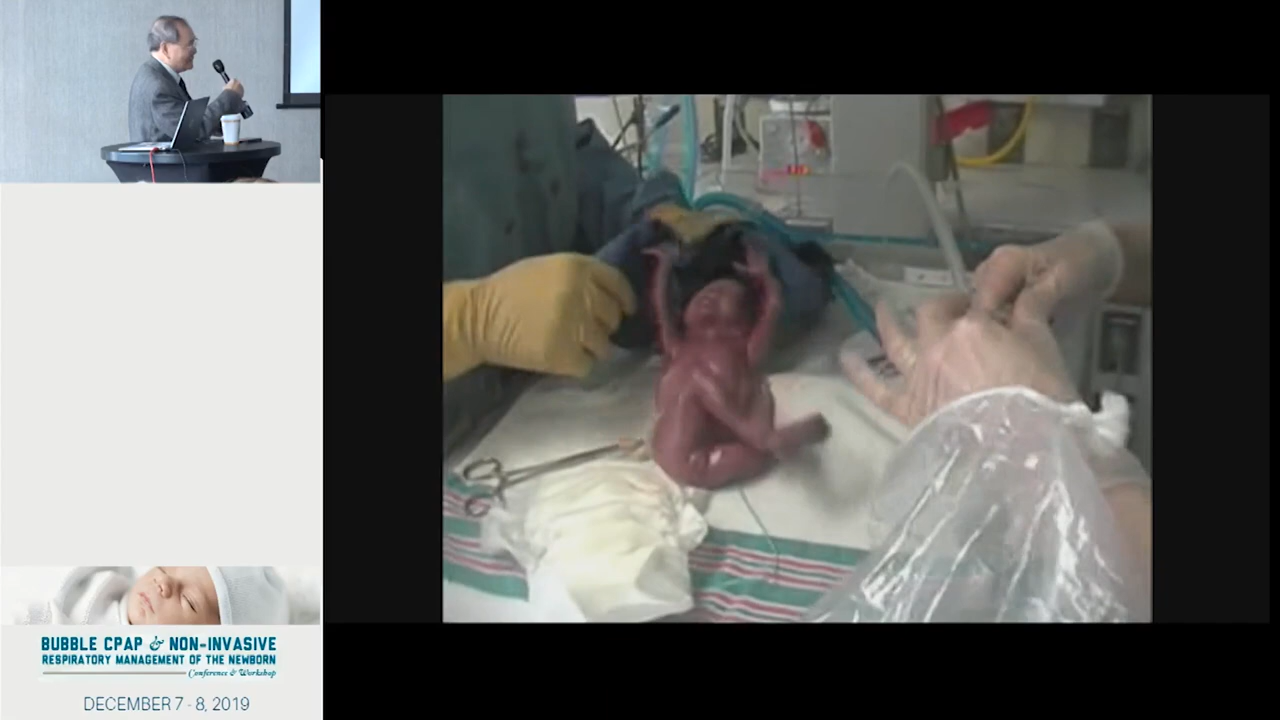 BUBBLE CPAP & NON-INVASIVE
RESPIRATORY MANAGEMENT OF THE NEWBORN
Conference & Workshop
DECEMBER 7 - 8, 2019